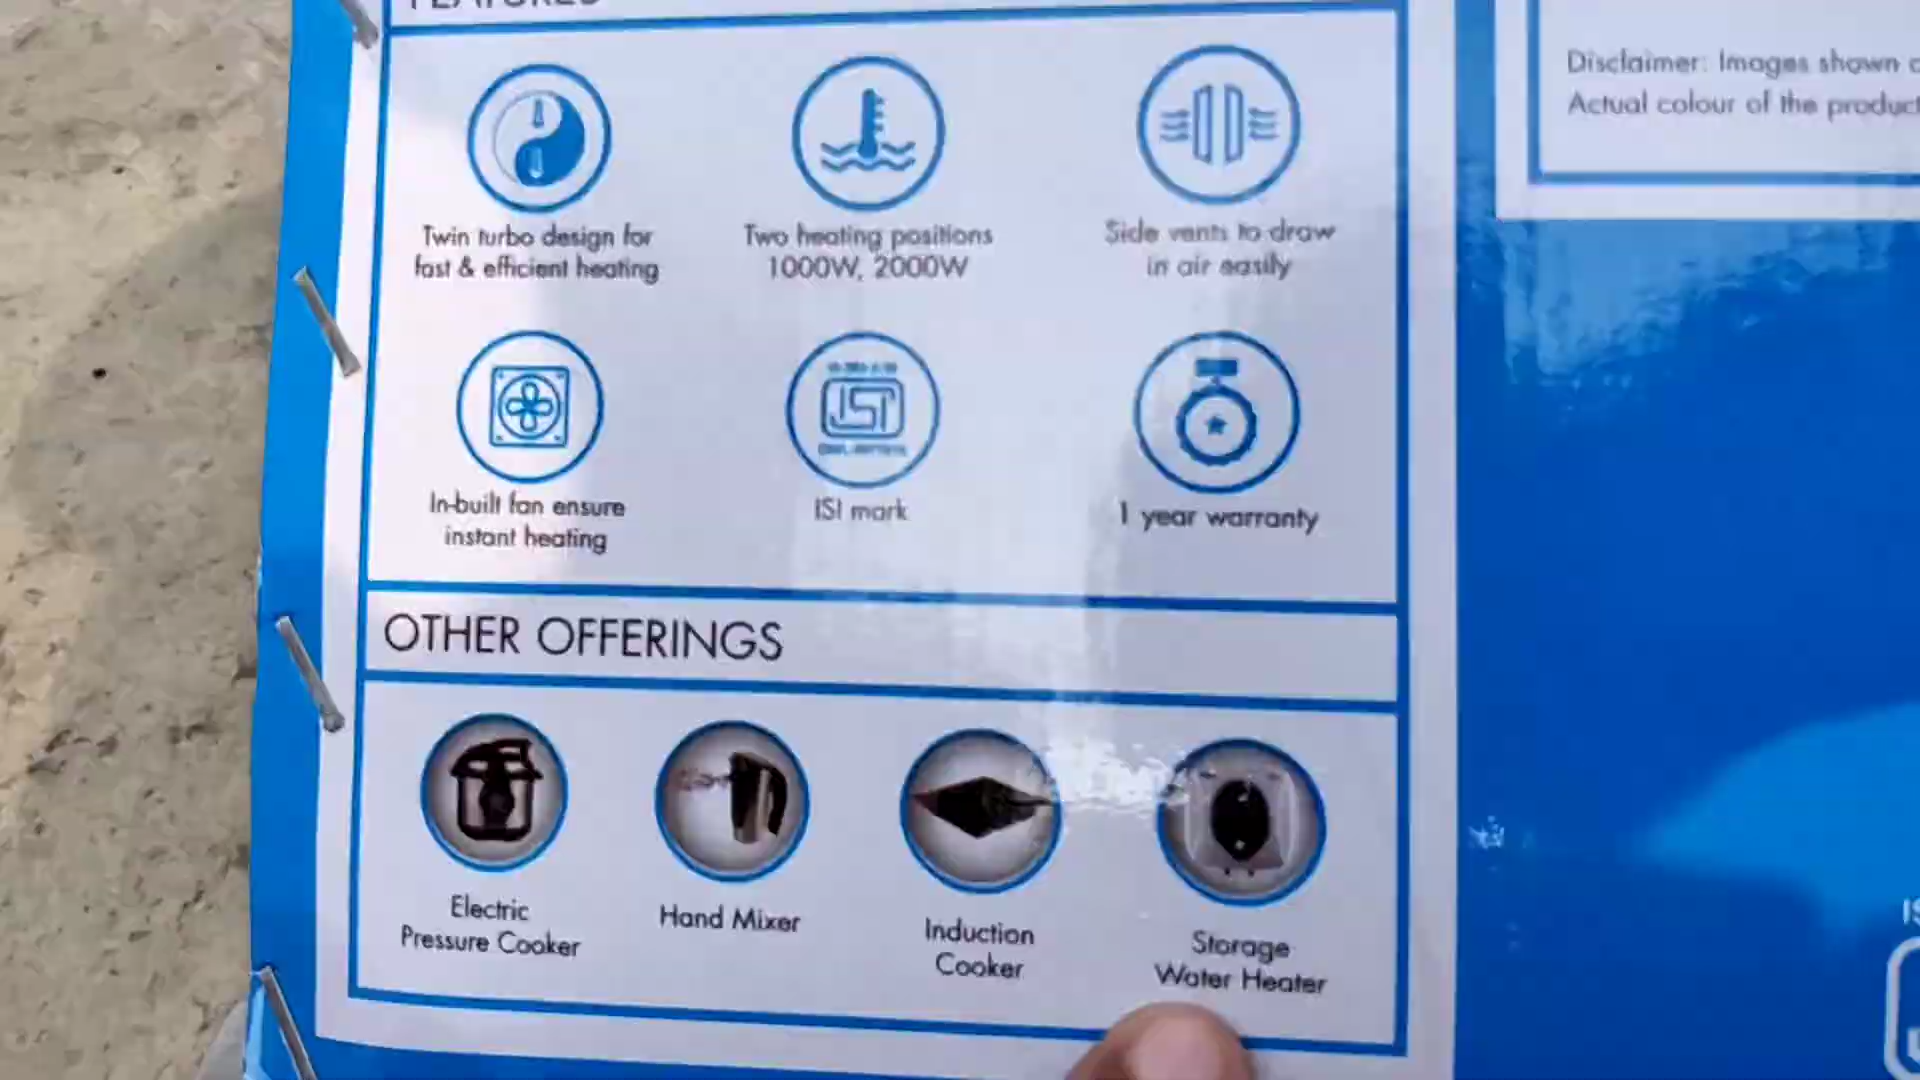 FEATURES
Twin turbo design for
fast & efficient heating
Two heating positions
1000W, 2000W
Side vents to draw
in air easily
In-built fan ensure
instant heating
ISI
ISI mark
1 year warranty
OTHER OFFERINGS
Electric
Pressure Cooker
Hand Mixer
Induction
Cooker
Storage
Water Heater
Disclaimer: Images shown
Actual colour of the product